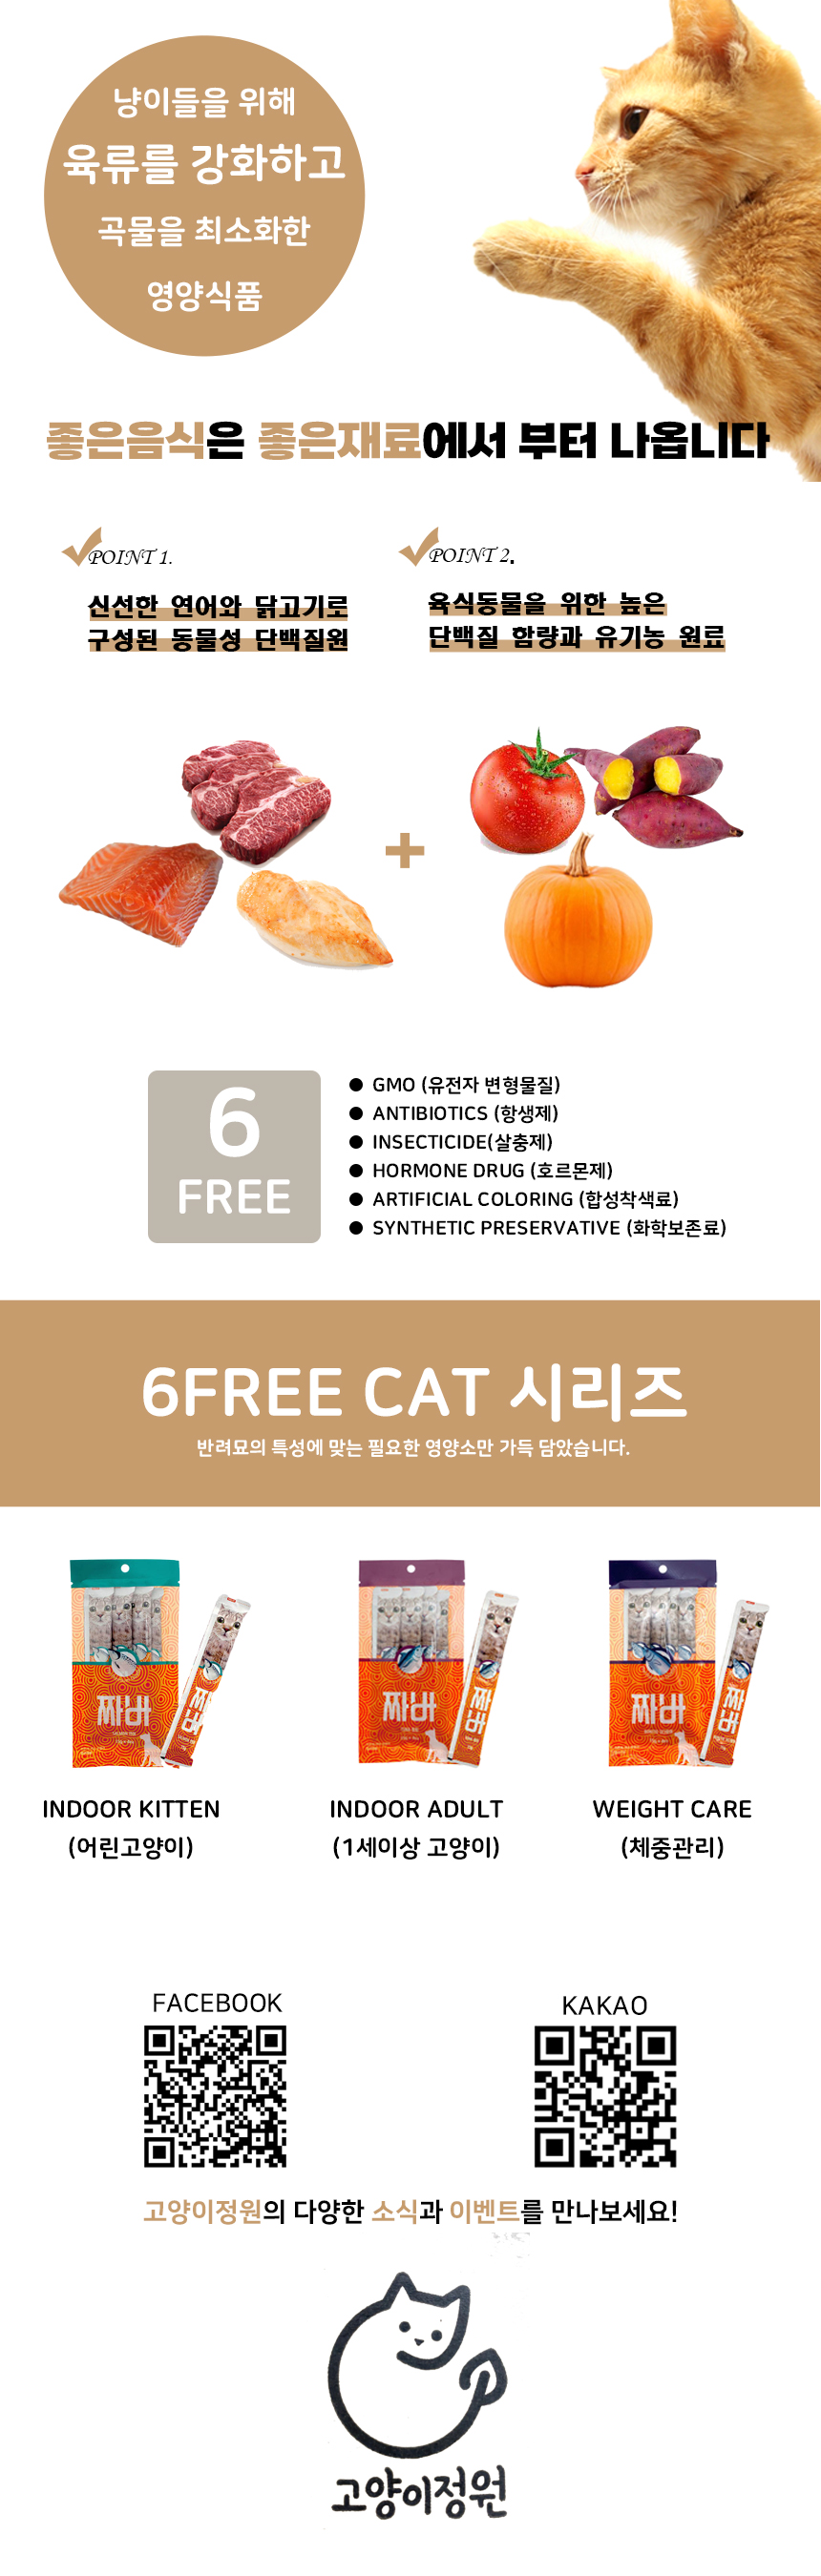 냥이들을 위해
육류를 강화하고
곡물을 최소화한
영양식품
좋은음식은 좋은재료에서 부터 나옵니다
POINT 1.
신선한 연어와 닭고기로
구성된 동물성 단백질원
POINT 2.
육식동물을 위한 높은
단백질 함량과 유기농 원료
6
FREE
● GMO (유전자 변형물질)
● ANTIBIOTICS (항생제)
● INSECTICIDE(살충제)
● HORMONE DRUG (호르몬제)
● ARTIFICIAL COLORING (합성착색료)
● SYNTHETIC PRESERVATIVE (화학보존료)
6FREE CAT 시리즈
반려묘의 특성에 맞는 필요한 영양소만 가득 담았습니다.
짜바
짜바
짜바
짜바
짜바
짜바
INDOOR KITTEN
(어린고양이)
INDOOR ADULT
(1세이상 고양이)
WEIGHT CARE
(체중관리)
FACEBOOK
KAKAO
고양이정원의 다양한 소식과 이벤트를 만나보세요!
고양이정원